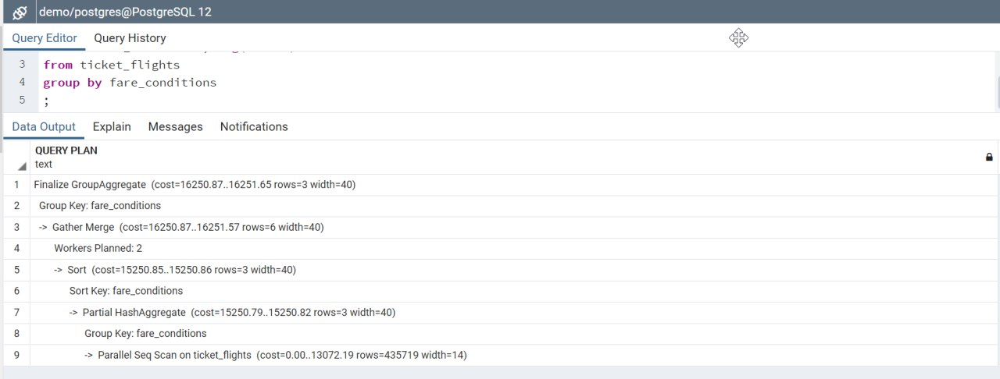 demo/postgres@PostgreSQL 12
Query Editor Query History
3 from ticket_flights
4 group by fare_conditions
5 ;
Data Output Explain Messages Notifications
QUERY PLAN
text
1 Finalize GroupAggregate (cost=16250.87..16251.65 rows=3 width=40)
2 Group Key: fare_conditions
3 -> Gather Merge (cost=16250.87..16251.57 rows=6 width=40)
4 Workers Planned: 2
5 -> Sort (cost=15250.85..15250.86 rows=3 width=40)
6 Sort Key: fare_conditions
7 -> Partial HashAggregate (cost=15250.79..15250.82 rows=3 width=40)
8 Group Key: fare_conditions
9 -> Parallel Seq Scan on ticket_flights (cost=0.00..13072.19 rows=435719 width=14)